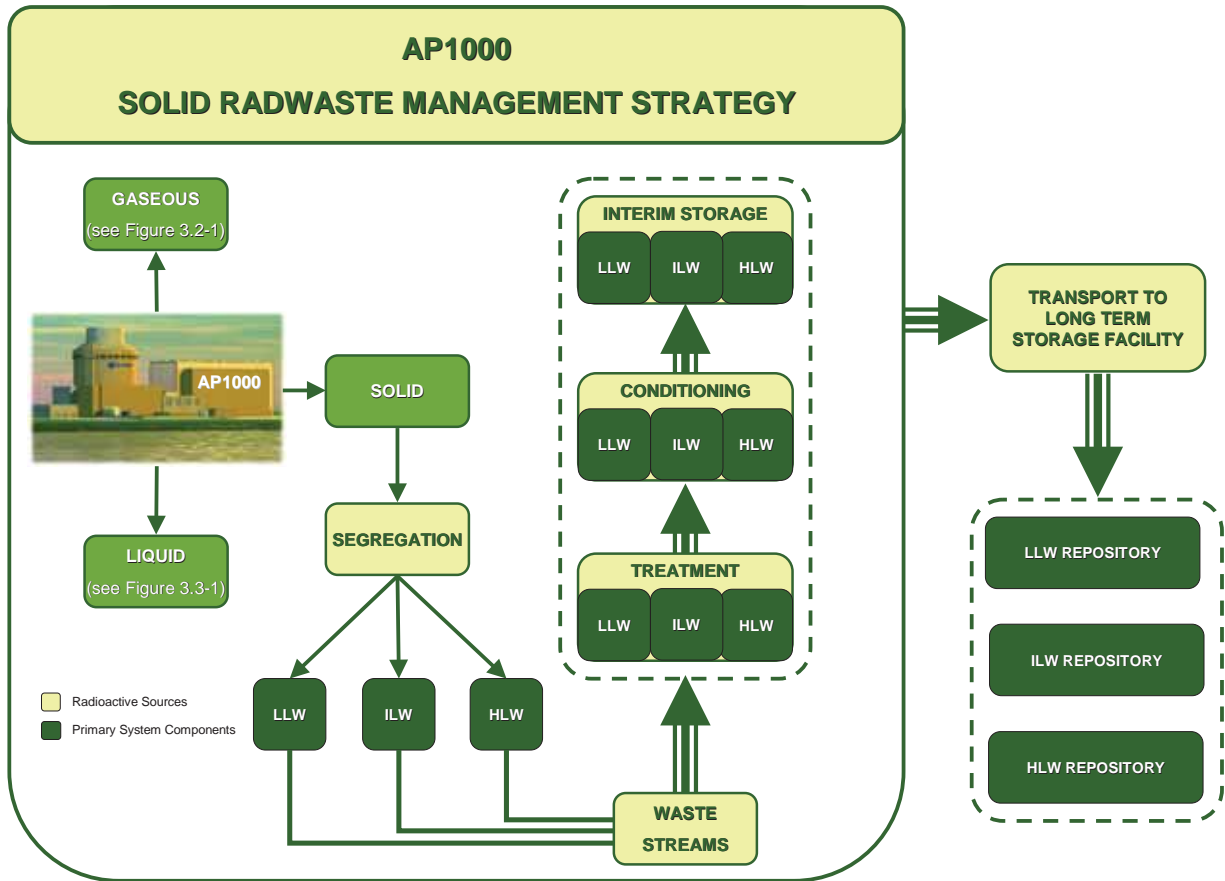 AP1000
SOLID RADWASTE MANAGEMENT STRATEGY
GASEOUS
(see Figure 3.2-1)
AP1000
SOLID
LIQUID
(see Figure 3.3-1)
SEGREGATION
LLW
ILW
HLW
Radioactive Sources
Primary System Components
WASTE
STREAMS
INTERIM STORAGE
LLW
ILW
HLW
CONDITIONING
LLW
ILW
HLW
TREATMENT
LLW
ILW
HLW
TRANSPORT TO
LONG TERM
STORAGE FACILITY
LLW REPOSITORY
ILW REPOSITORY
HLW REPOSITORY